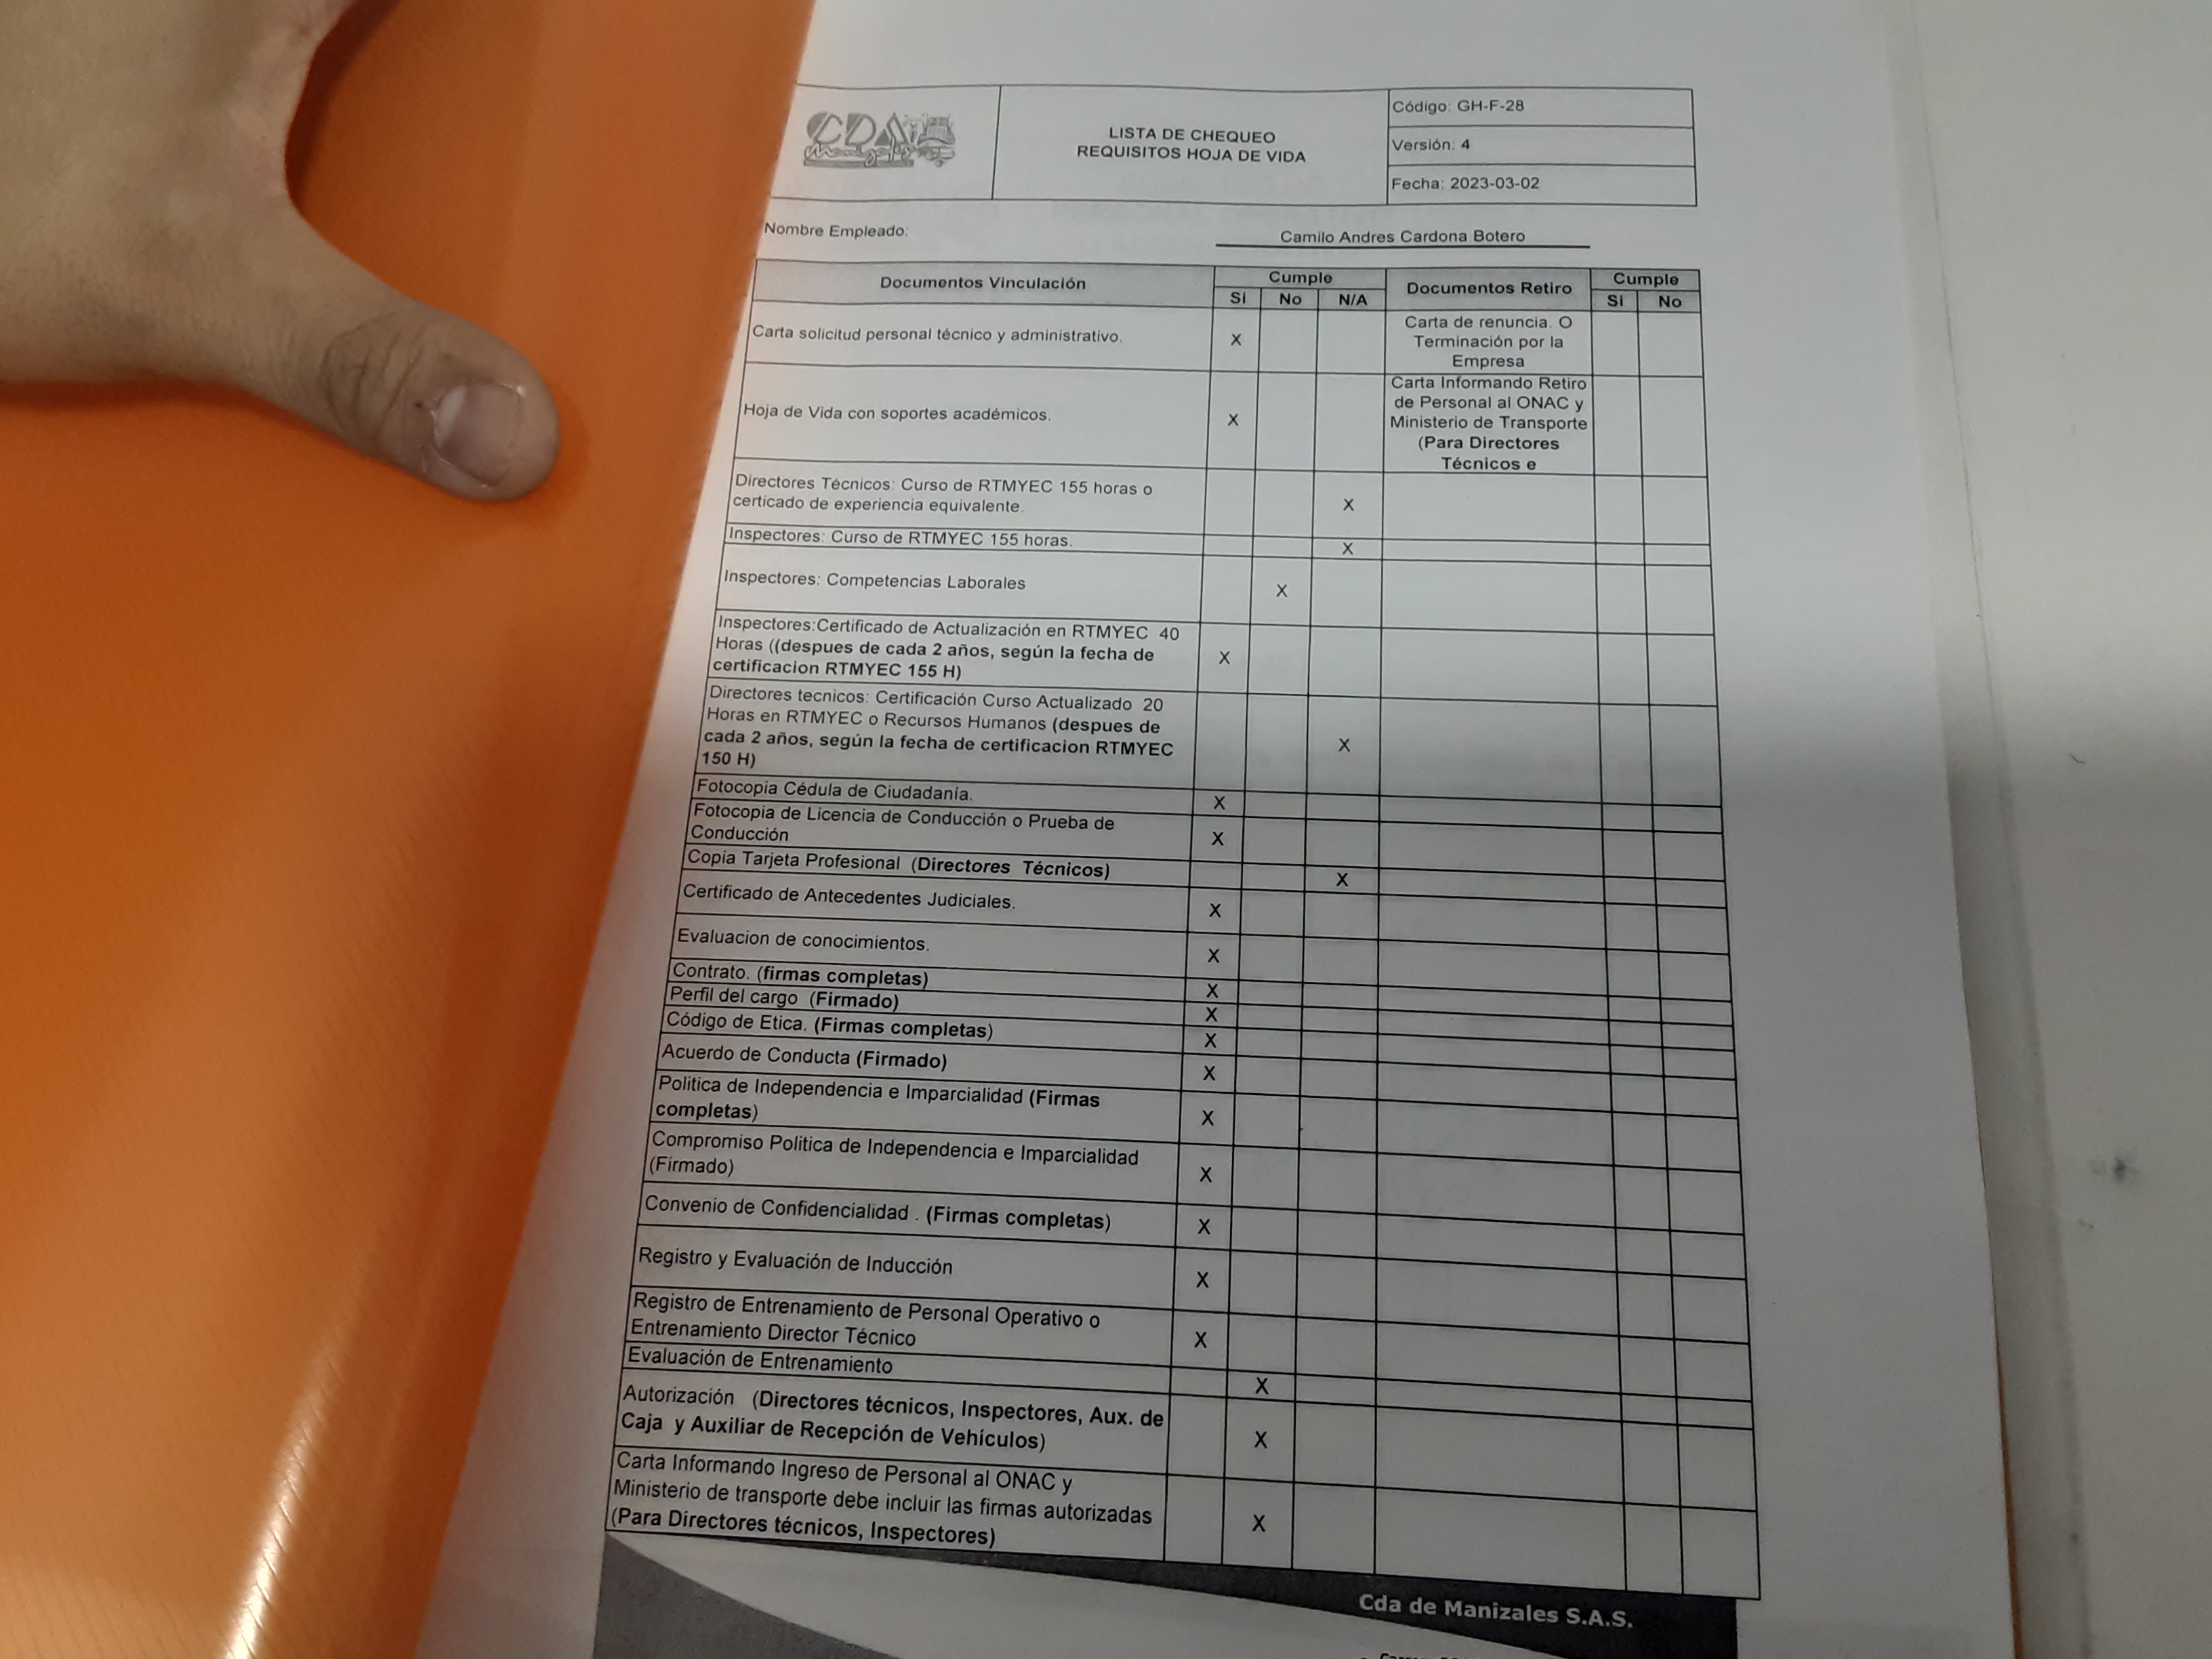 CDA
LISTA DE CHEQUEO
REQUISITOS HOJA DE VIDA
Código: GH-F-28
Versión: 4
Fecha: 2023-03-02
Nombre Empleado:
Camilo Andres Cardona Botero
Documentos Vinculación
Cumple
Documentos Retiro
Cumple
Si No N/A
Si No
Carta solicitud personal técnico y administrativo.
X
Carta de renuncia. O
Terminación por la
Empresa
Hoja de Vida con soportes académicos.
X
Carta Informando Retiro
de Personal al ONAC y
Ministerio de Transporte
(Para Directores
Técnicos e
Directores Técnicos: Curso de RTMYEC 155 horas o
certicado de experiencia equivalente.
X
Inspectores: Curso de RTMYEC 155 horas.
X
Inspectores: Competencias Laborales
X
Inspectores:Certificado de Actualización en RTMYEC 40
Horas ((despues de cada 2 años, según la fecha de
certificacion RTMYEC 155 H)
X
Directores tecnicos: Certificación Curso Actualizado 20
Horas en RTMYEC o Recursos Humanos (despues de
cada 2 años, según la fecha de certificacion RTMYEC
150 H)
X
Fotocopia Cédula de Ciudadanía.
X
Fotocopia de Licencia de Conducción o Prueba de
Conducción
X
Copia Tarjeta Profesional (Directores Técnicos)
X
Certificado de Antecedentes Judiciales.
X
Evaluacion de conocimientos.
X
Contrato. (firmas completas)
X
Perfil del cargo (Firmado)
X
Código de Etica. (Firmas completas)
X
Acuerdo de Conducta (Firmado)
X
Politica de Independencia e Imparcialidad (Firmas
completas)
X
Compromiso Politica de Independencia e Imparcialidad
(Firmado)
X
Convenio de Confidencialidad . (Firmas completas)
X
Registro y Evaluación de Inducción
X
Registro de Entrenamiento de Personal Operativo o
Entrenamiento Director Técnico
X
Evaluación de Entrenamiento
X
Autorización (Directores técnicos, Inspectores, Aux. de
Caja y Auxiliar de Recepción de Vehículos)
X
Carta Informando Ingreso de Personal al ONAC y
Ministerio de transporte debe incluir las firmas autorizadas
(Para Directores técnicos, Inspectores)
X
Cda de Manizales S.A.S.